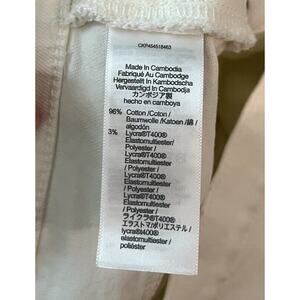 CKP454518463
Made In Cambodia
Fabriqué Au Cambodge
Hergestellt In Kambodscha
Vervaardigd In Cambodja
カンボジア製
hecho en camboya
96% Cotton /Coton /
Baumwolle /Katoen /綿 /
algodón
3% Lycra®T400®
Elastomultiester/
Polyester /
Lycra®T400®
Elastomultiester/
Polyester /
Lycra®T400®
Elastomultiester/
Polyester /
Lycra®T400®
Elastomultiester/
Polyester /
ライクラ®T400®
エラストマ/ポリエステル /
lycra®t400®
elastomultiester/
poliéster